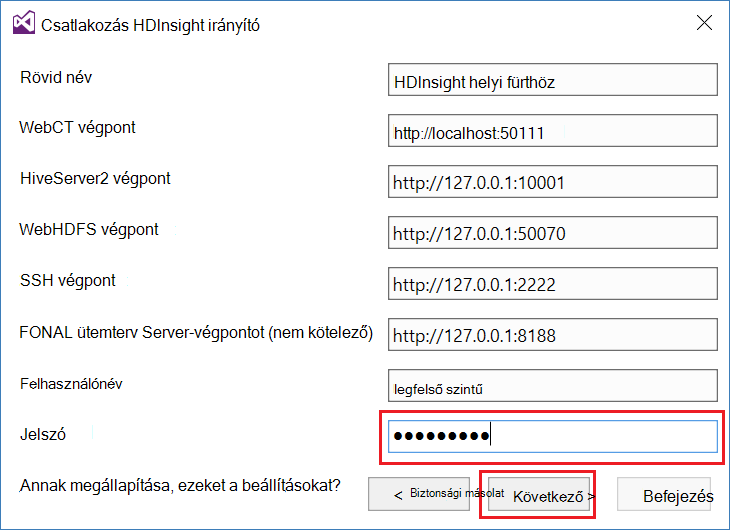 Csatlakozás HDInsight irányító
Rövid név
HDInsight helyi fürthöz
WebCT végpont
http://localhost:50111
HiveServer2 végpont
http://127.0.0.1:10001
WebHDFS végpont
http://127.0.0.1:50070
SSH végpont
http://127.0.0.1:2222
FONAL ütemterv Server-végpontot (nem kötelező)
http://127.0.0.1:8188
Felhasználónév
legfelső szintű
Jelszó
●●●●●●●●●
Annak megállapítása, ezeket a beállításokat?
< Biztonsági másolat
Következő >
Befejezés